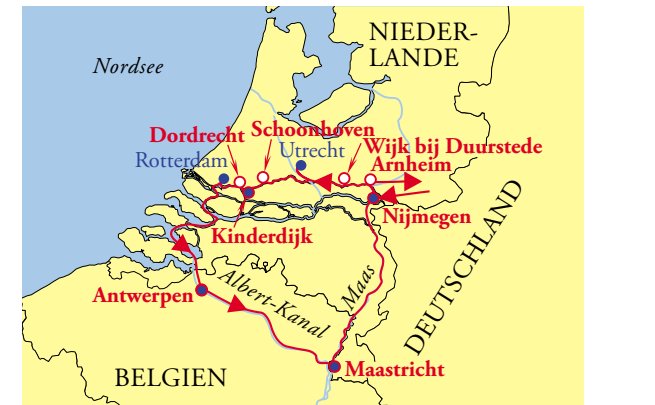 NIEDER-
LANDE
Nordsee
Dordrecht
Schoonhoven
Utrecht
Wijk bij Duurstede
Rotterdam
Arnheim
Nijmegen
Kinderdijk
DEUTSCHLAND
Antwerpen
Albert-Kanal
Maas
Maastricht
BELGIEN